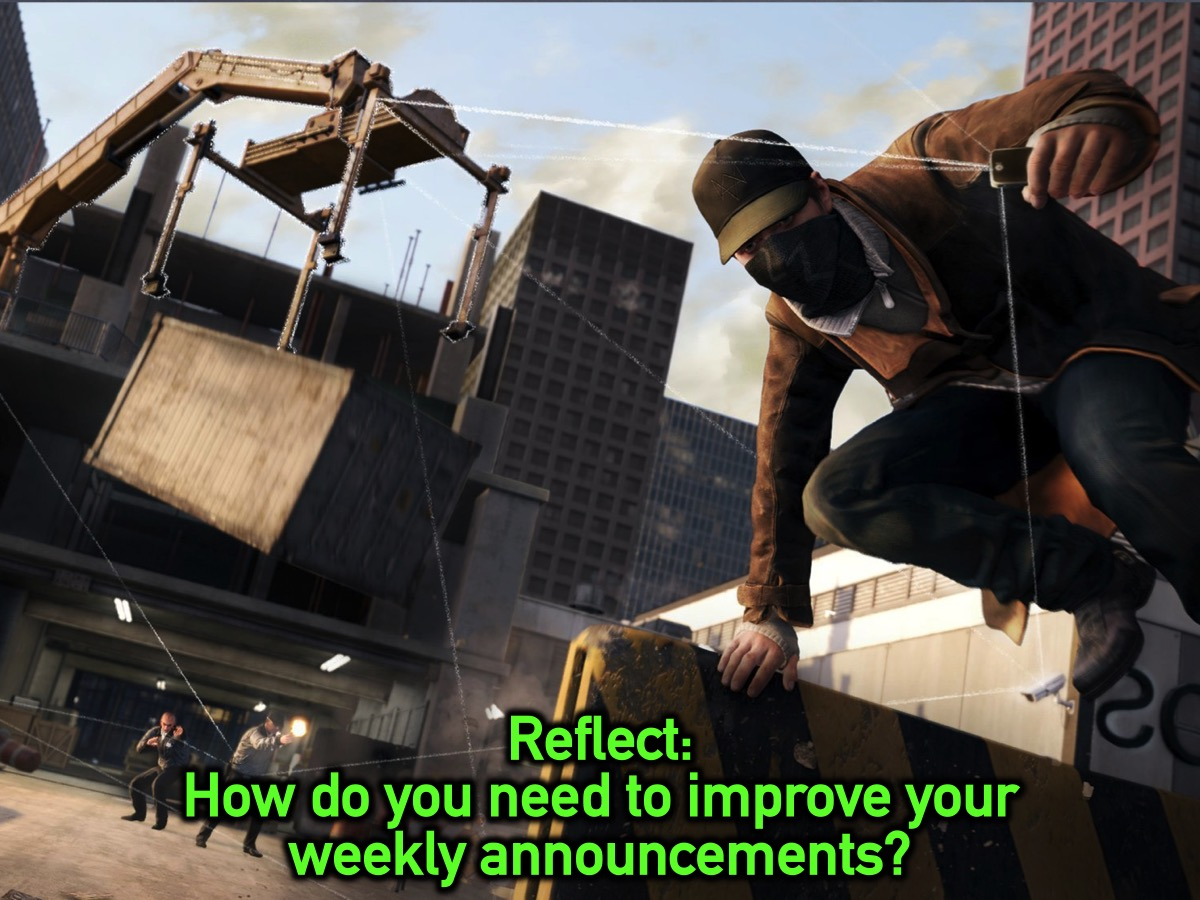 Reflect:
How do you need to improve your
weekly announcements?